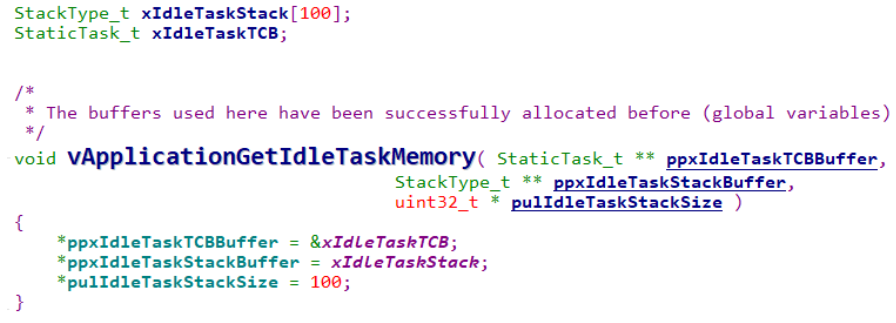 StackType_t xIdleTaskStack[100];
StaticTask_t xIdleTaskTCB;
/*
 * The buffers used here have been successfully allocated before (global variables)
 */
void vApplicationGetIdleTaskMemory( StaticTask_t ** ppxIdleTaskTCBBuffer,
                                    StackType_t ** ppxIdleTaskStackBuffer,
                                    uint32_t * pulIdleTaskStackSize )
{
    *ppxIdleTaskTCBBuffer = &xIdleTaskTCB;
    *ppxIdleTaskStackBuffer = xIdleTaskStack;
    *pulIdleTaskStackSize = 100;
}